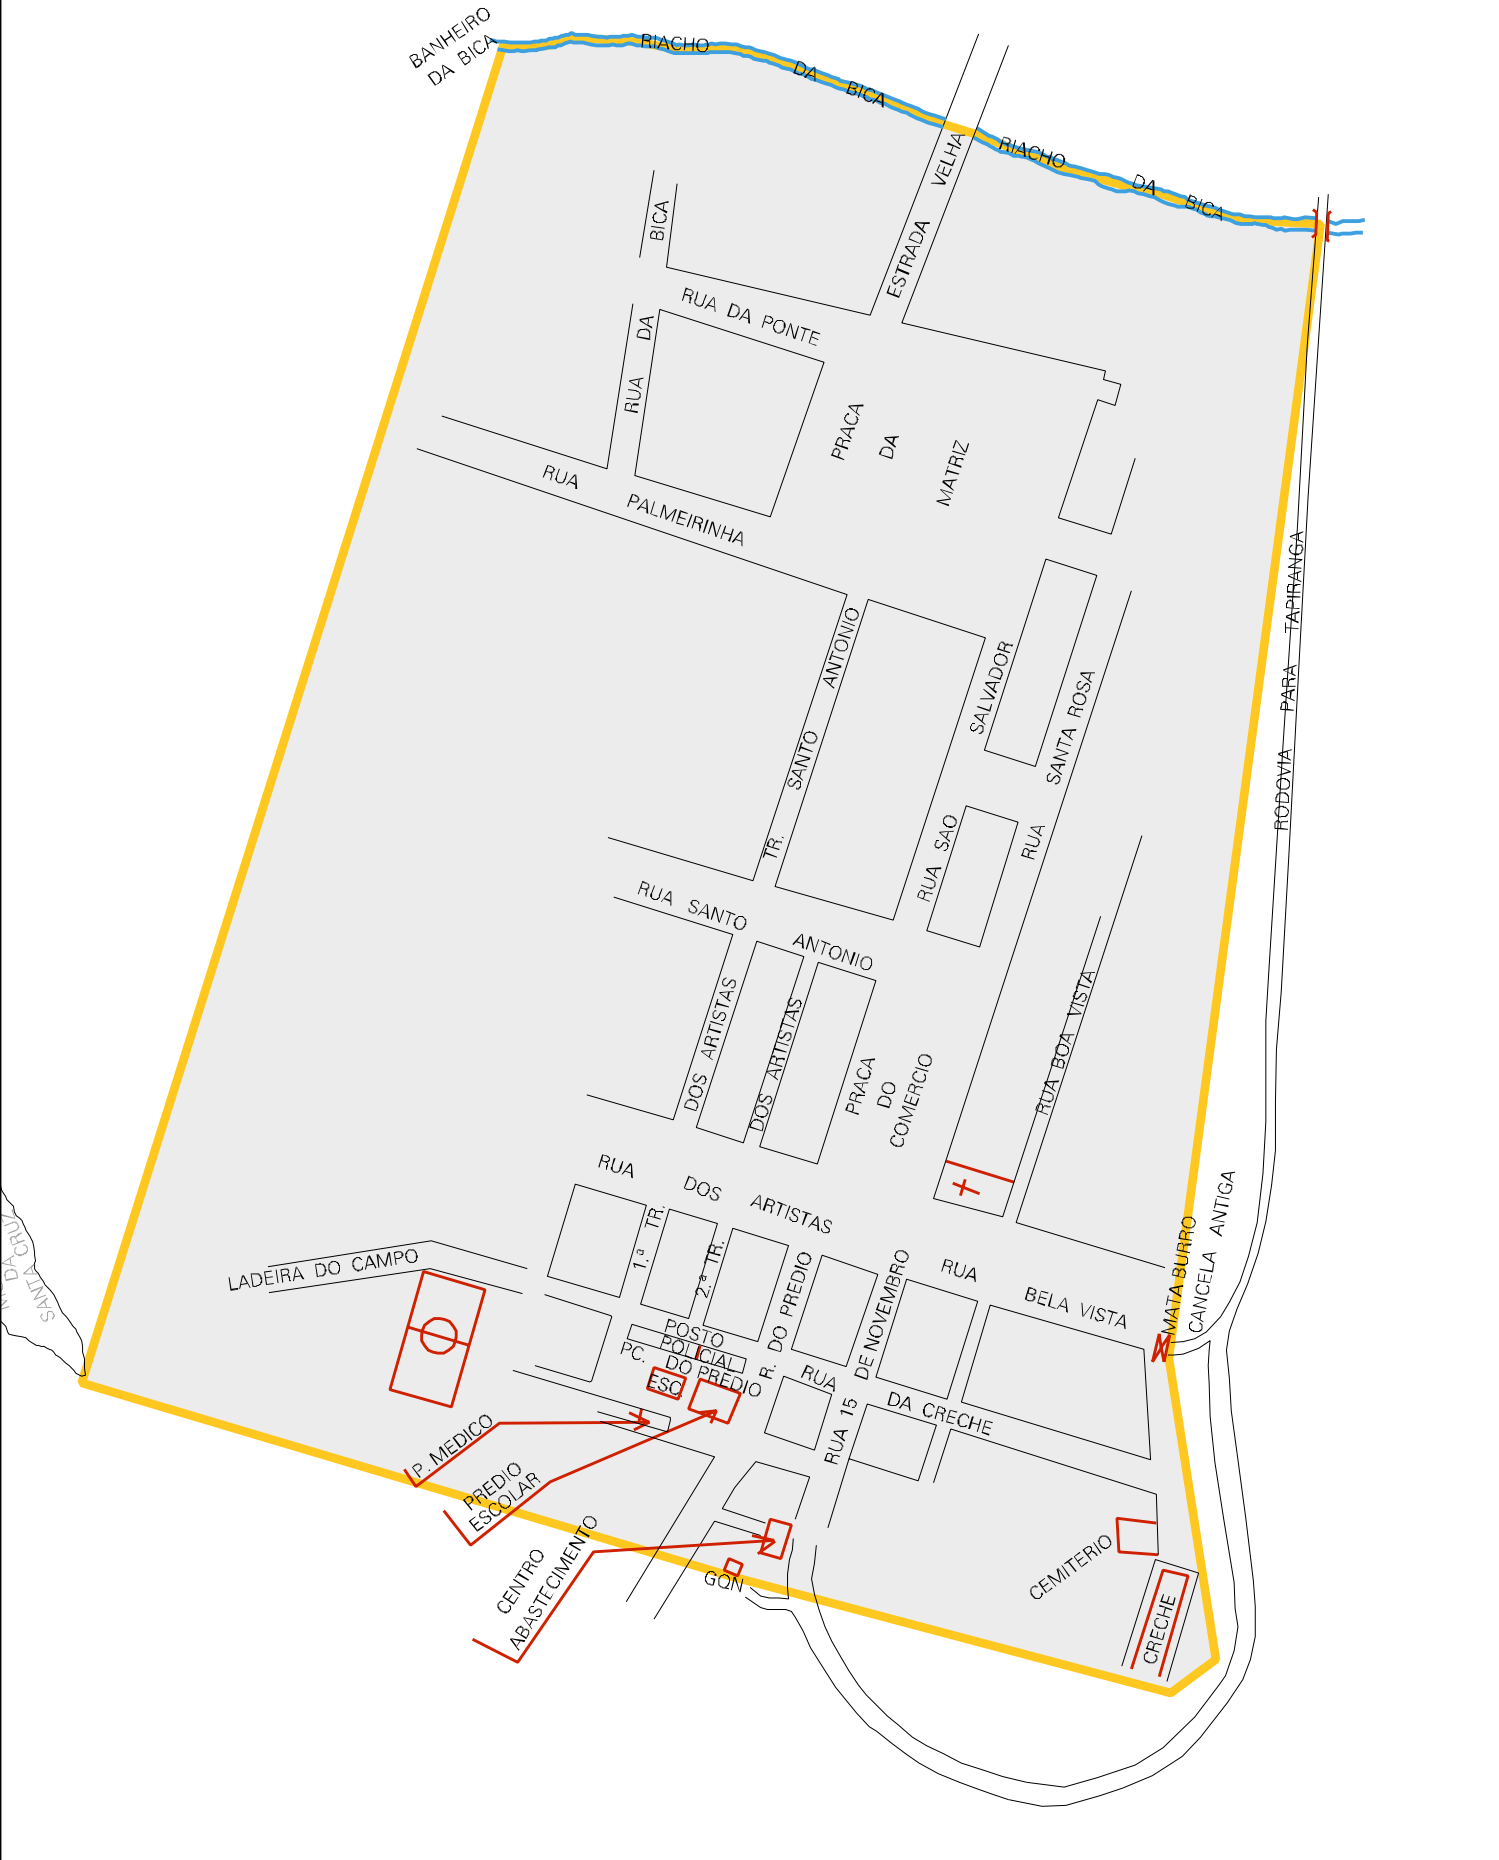 BANHEIRO
DA BICA
RIACHO DA BICA
RIACHO DA BICA
ESTRADA VELHA
RUA DA BICA
RUA DA PONTE
PRACA
DA
MATRIZ
RUA PALMEIRINHA
RODOVIA PARA TAPIRANGA
TR. SANTO ANTONIO
RUA SAO SALVADOR
RUA SANTA ROSA
RUA SANTO ANTONIO
DOS ARTISTAS
DOS ARTISTAS
PRACA
DO
COMERCIO
RUA BOA VISTA
RUA DOS ARTISTAS
1.ª TR.
2.ª TR.
R. DO PREDIO
RUA 15 DE NOVEMBRO
RUA BELA VISTA
MATA BURRO
CANCELA ANTIGA
SANTA CRUZ
LADEIRA DO CAMPO
POSTO
POLICIAL
PC. DO PREDIO
ESC.
RUA DA CRECHE
P. MEDICO
PREDIO
ESCOLAR
CENTRO
ABASTECIMENTO
GQN
CEMITERIO
CRECHE